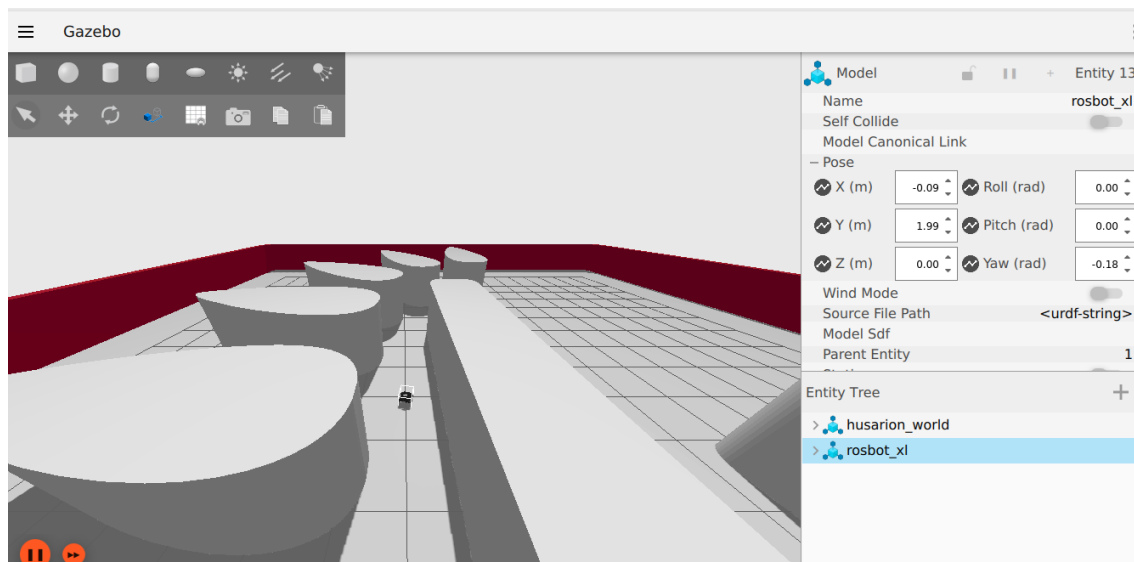 Gazebo
Model Entity 13
Name rosbot_xl
Self Collide
Model Canonical Link
Pose
X (m) -0.09 Roll (rad) 0.00
Y (m) 1.99 Pitch (rad) 0.00
Z (m) 0.00 Yaw (rad) -0.18
Wind Mode
Source File Path <urdf-string>
Model Sdf
Parent Entity 1
Entity Tree
husarion_world
rosbot_xl